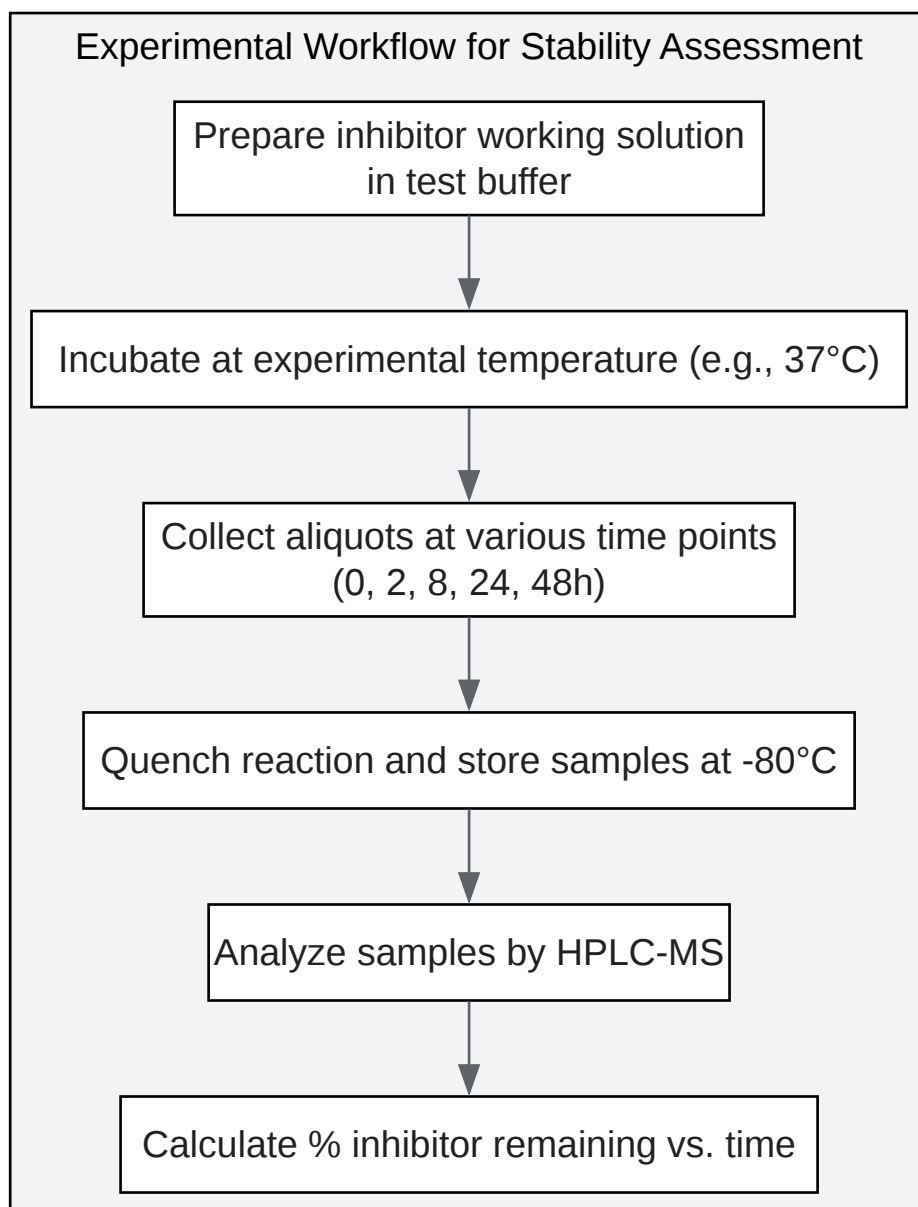 Experimental Workflow for Stability Assessment
Prepare inhibitor working solution
in test buffer
Incubate at experimental temperature (e.g., 37°C)
Collect aliquots at various time points
(0, 2, 8, 24, 48h)
Quench reaction and store samples at -80°C
Analyze samples by HPLC-MS
Calculate % inhibitor remaining vs. time